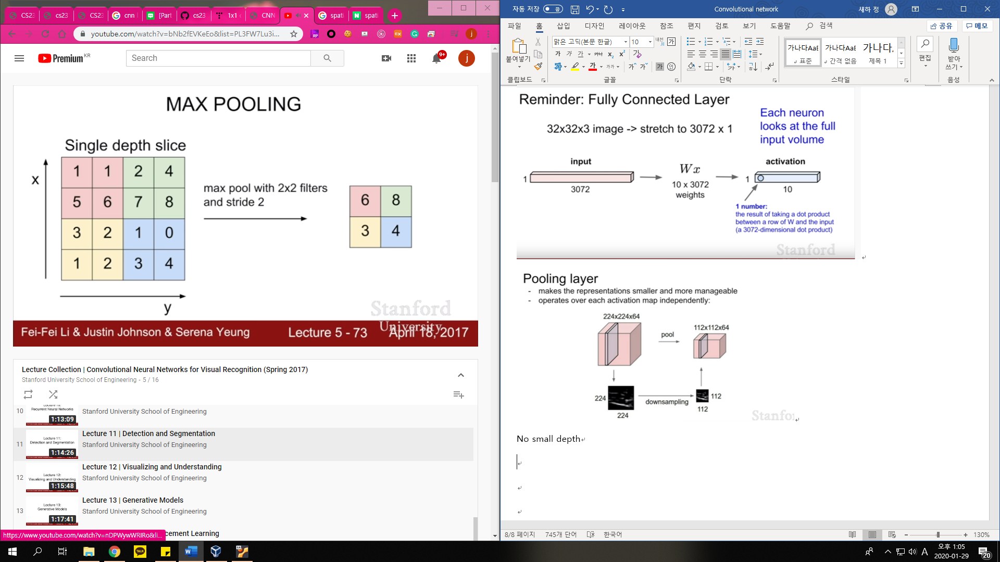 CS23
cs23
CS23
cnn
[Part
cs23
1x1
CNN
spati
spati
youtube.com/watch?v=bNb2fEVKeEo&list=PL3FW7Lu3i...
RP
EX
j
Premium KR
Search
9+
j
MAX POOLING
Single depth slice
x
1 1 2 4
5 6 7 8
3 2 1 0
1 2 3 4
y
max pool with 2x2 filters
and stride 2
6 8
3 4
Stanford
University
Fei-Fei Li & Justin Johnson & Serena Yeung
Lecture 5 - 73
April 18, 2017
Lecture Collection | Convolutional Neural Networks for Visual Recognition (Spring 2017)
Stanford University School of Engineering - 5 / 16
10
Recurrent Neural Networks
1:13:09
Stanford University School of Engineering
11
Lecture 11:
Detection and Segmentation
1:14:26
Lecture 11 | Detection and Segmentation
Stanford University School of Engineering
12
Lecture 12:
Visualizing and Understanding
1:15:48
Lecture 12 | Visualizing and Understanding
Stanford University School of Engineering
13
Lecture 13:
Generative Models
1:17:41
Lecture 13 | Generative Models
Stanford University School of Engineering
cement Learning
https://www.youtube.com/watch?v=nDPWywWRIRo&li...
자동 저장 끔
Convolutional network
새하 정
파일 홈 삽입 디자인 레이아웃 참조 편지 검토 보기 도움말 검색
공유 메모
붙여넣기
클립보드
맑은 고딕(본문 한글) 10
가 가 가 가 x₂ x²
글꼴
단락
가나다AaB 가나다AaB 가나다
표준 간격 없음 제목 1
스타일
편집
받아
쓰기
음성
Reminder: Fully Connected Layer
32x32x3 image -> stretch to 3072 x 1
Each neuron
looks at the full
input volume
input
1
3072
Wx
10 x 3072
weights
activation
1
10
1 number:
the result of taking a dot product
between a row of W and the input
(a 3072-dimensional dot product)
Stanford
Pooling layer
- makes the representations smaller and more manageable
- operates over each activation map independently:
224x224x64
pool
112x112x64
224
224
downsampling
112
112
Stanfo
No small depth
8/8 페이지 745개 단어 한국어
130%
TALK
A
오후 1:05
2020-01-29
20